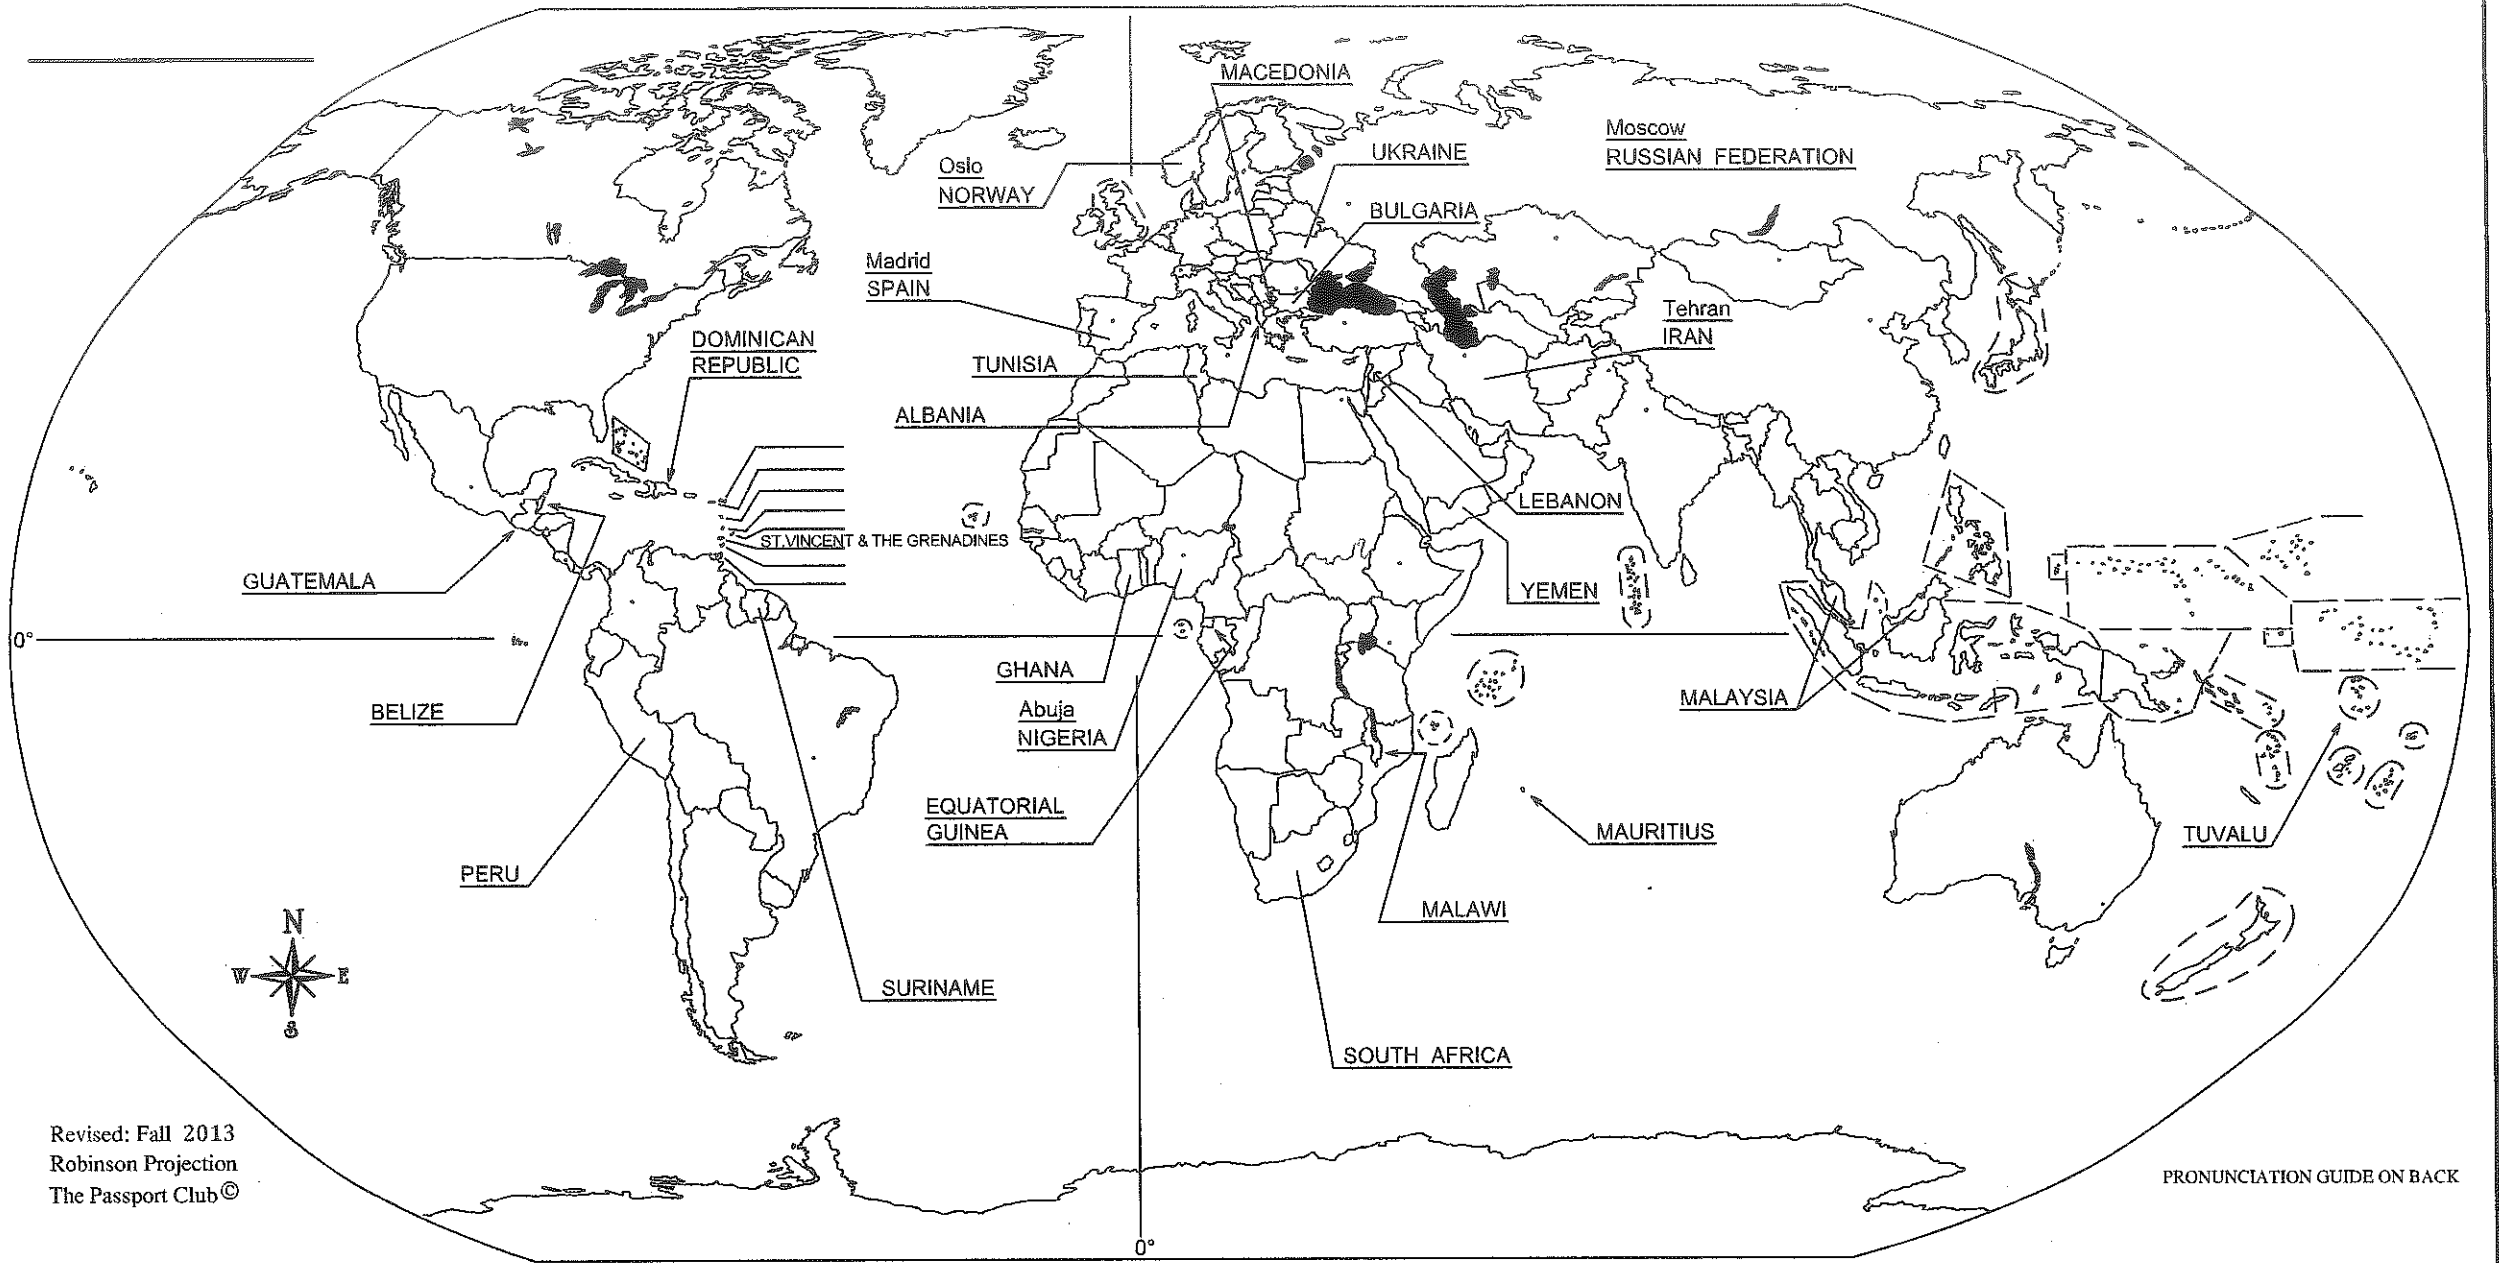 MACEDONIA
Moscow
RUSSIAN FEDERATION
Oslo
NORWAY
UKRAINE
BULGARIA
Madrid
SPAIN
Tehran
IRAN
DOMINICAN
REPUBLIC
TUNISIA
ALBANIA
LEBANON
ST.VINCENT & THE GRENADINES
GUATEMALA
YEMEN
0°
GHANA
MALAYSIA
BELIZE
Abuja
NIGERIA
EQUATORIAL
GUINEA
MAURITIUS
TUVALU
PERU
MALAWI
N
W E
S
SURINAME
SOUTH AFRICA
Revised: Fall 2013
Robinson Projection
The Passport Club©
PRONUNCIATION GUIDE ON BACK
0°